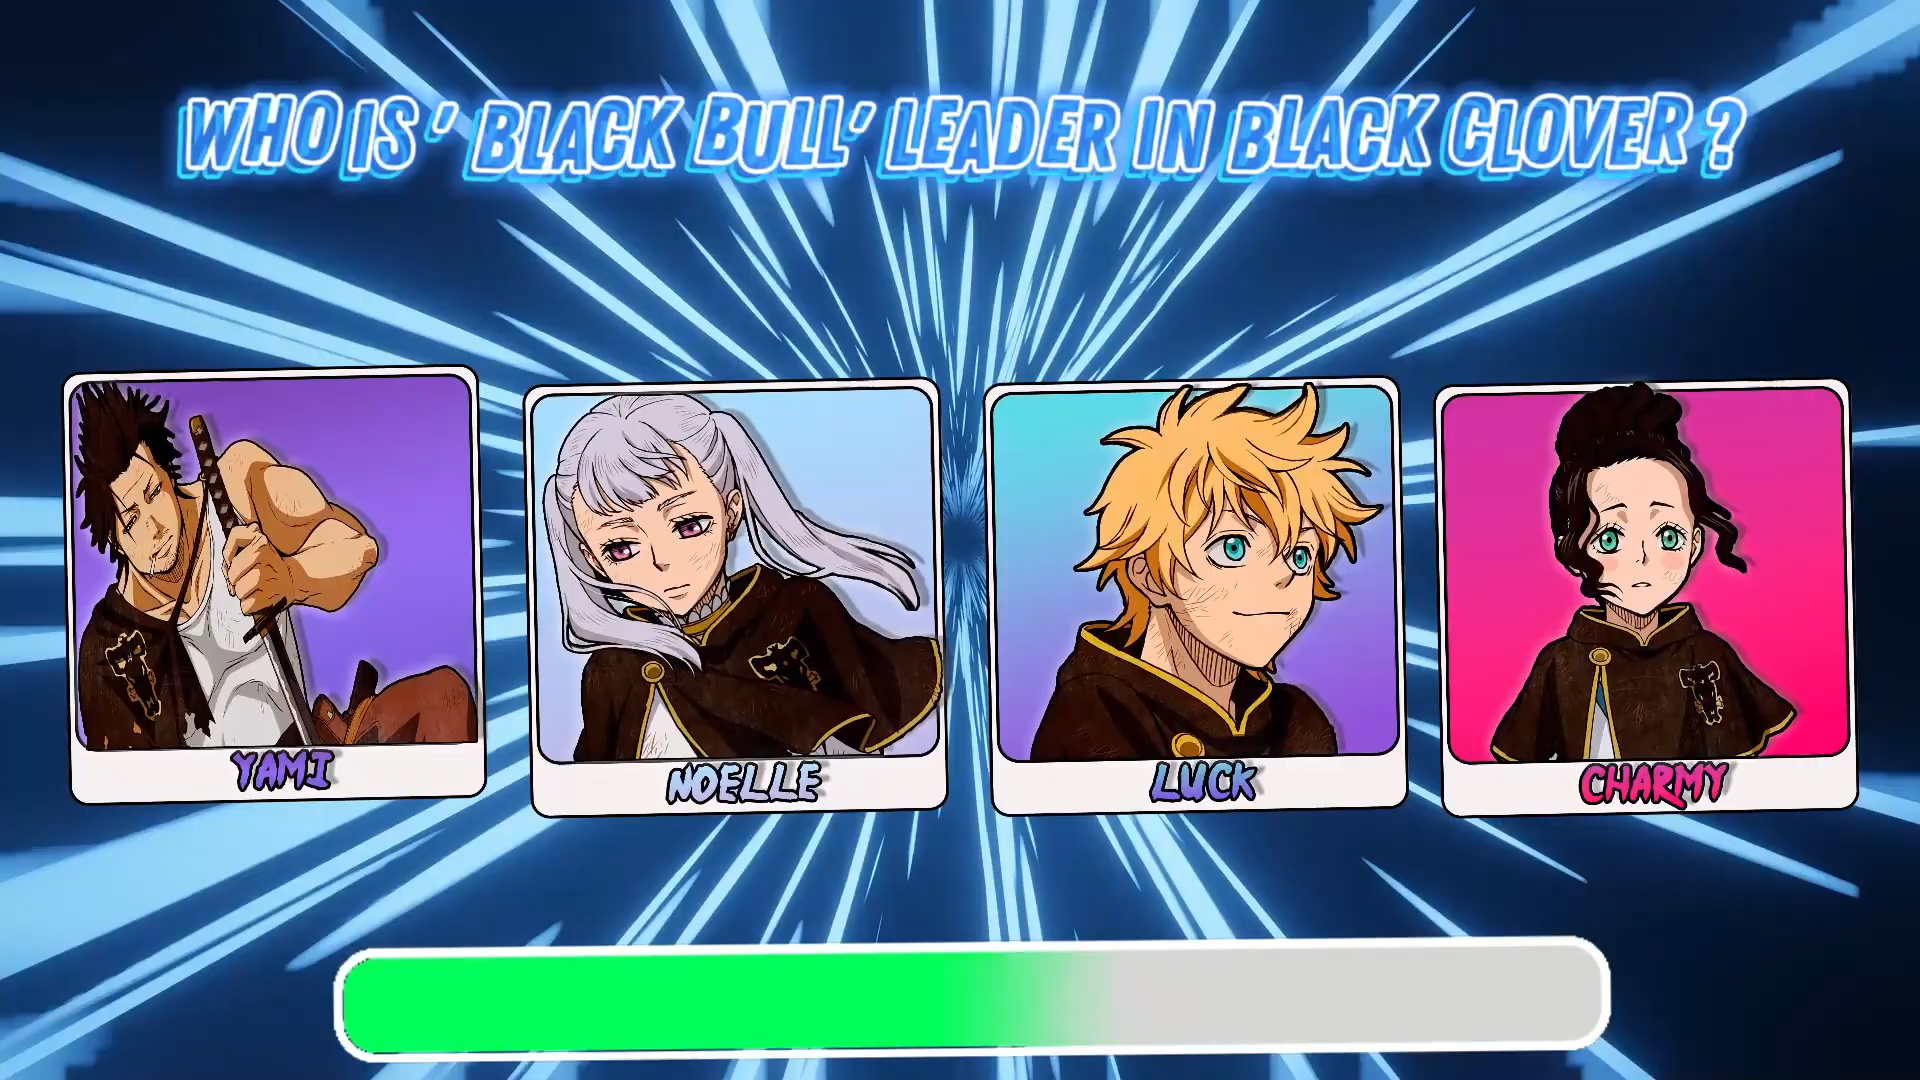 WHO IS ' BLACK BULL' LEADER IN BLACK CLOVER ?
YAMI
NOELLE
LUCK
CHARMY